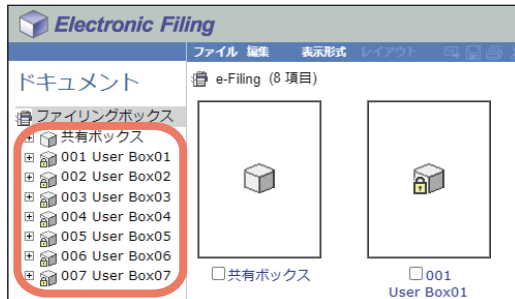 Electronic Filing
ファイル 編集 表示形式 レイアウト
ドキュメント
e-Filing (8 項目)
ファイリングボックス
共有ボックス
001 User Box01
002 User Box02
003 User Box03
004 User Box04
005 User Box05
006 User Box06
007 User Box07
共有ボックス
001
User Box01